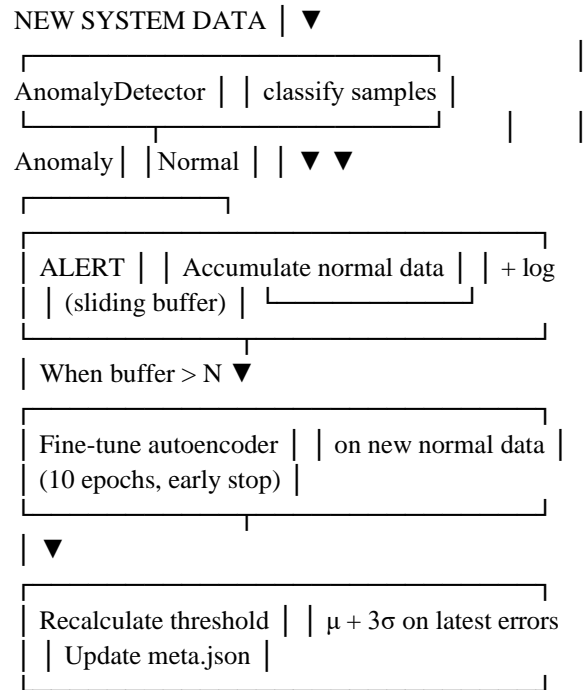 NEW SYSTEM DATA │ ▼
┌─────────────────────────────┐ │
AnomalyDetector │ │ classify samples │
└─────────┬───────────────────┘ │ │
Anomaly│ │Normal │ │ ▼ ▼
┌──────────────┐
┌────────────────────────────────────┐
│ ALERT │ │ Accumulate normal data │ │ + log
│ │ (sliding buffer) │ └──────────────┘
└───────────────┬────────────────────┘
│ When buffer > N ▼
┌────────────────────────────────────┐
│ Fine-tune autoencoder │ │ on new normal data │
│ (10 epochs, early stop) │
└───────────────┬────────────────────┘
│ ▼
┌────────────────────────────────────┐
│ Recalculate threshold │ │ μ + 3σ on latest errors
│ │ Update meta.json │
└────────────────────────────────────┘